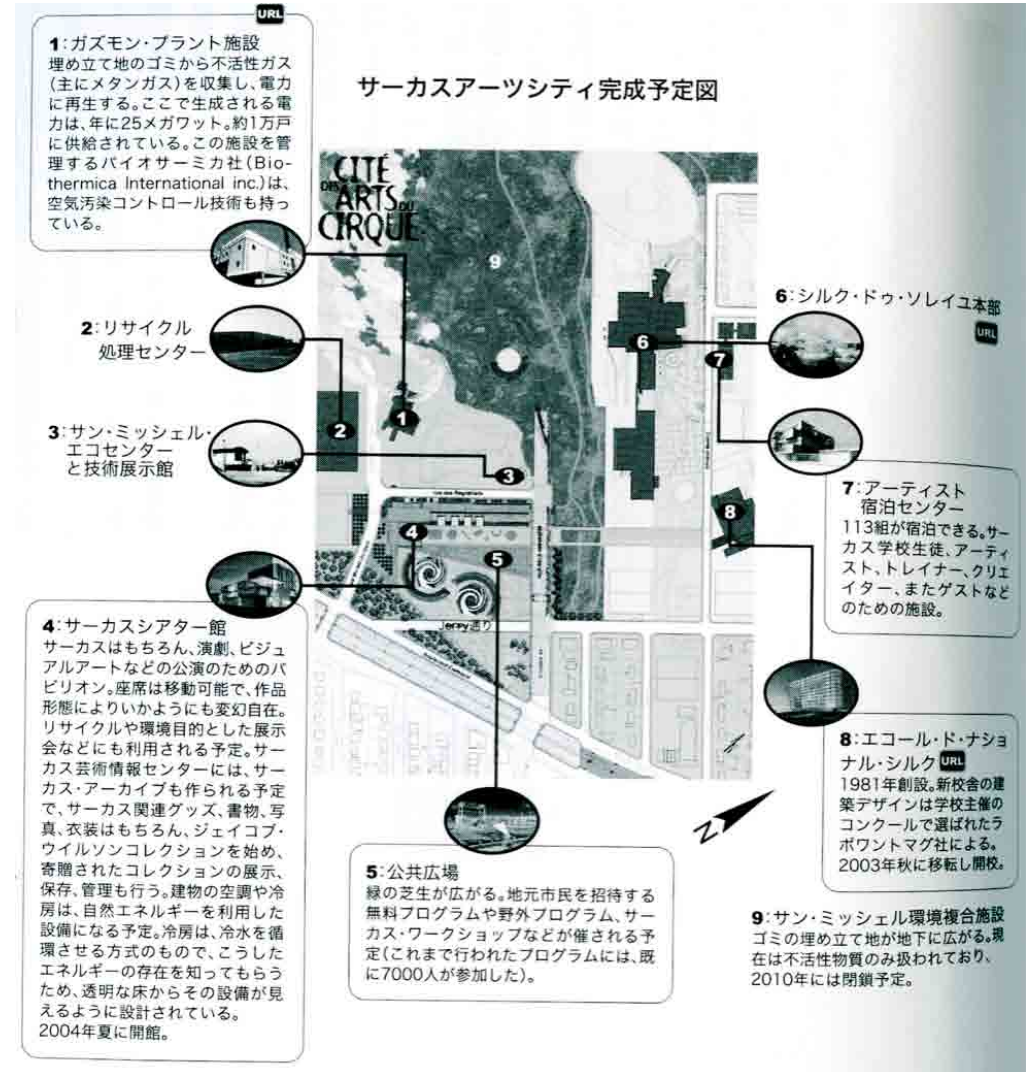 URL
1:ガズモン・プラント施設
埋め立て地のゴミから不活性ガス
(主にメタンガス)を収集し、電力
に再生する。ここで生成される電
力は、年に25メガワット。約1万戸
に供給されている。この施設を管
理するバイオサーミカ社(Bio-
thermica International inc.)は、
空気汚染コントロール技術も持っ
ている。
サーカスアーツシティ完成予定図
CITÉ
DES ARTS DU
CIRQUE
9
6:シルク・ドゥ・ソレイユ本部
URL
2:リサイクル
処理センター
6
7
1
2
3:サン・ミッシェル・
エコセンター
と技術展示館
3
7:アーティスト
宿泊センター
113組が宿泊できる。サー
カス学校生徒、アーティ
スト、トレイナー、クリエ
イター、またゲストなど
のための施設。
8
4
5
Jerry通り
4:サーカスシアター館
サーカスはもちろん、演劇、ビジュ
アルアートなどの公演のためのパ
ビリオン。座席は移動可能で、作品
形態によりいかようにも変幻自在。
リサイクルや環境目的とした展示
会などにも利用される予定。サー
カス芸術情報センターには、サー
カス・アーカイブも作られる予定
で、サーカス関連グッズ、書物、写
真、衣装はもちろん、ジェイコブ・
ウイルソンコレクションを始め、
寄贈されたコレクションの展示、
保存、管理も行う。建物の空調や冷
房は、自然エネルギーを利用した
設備になる予定。冷房は、冷水を循
環させる方式のもので、こうした
エネルギーの存在を知ってもらう
ため、透明な床からその設備が見
えるように設計されている。
2004年夏に開館。
8:エコール・ド・ナショ
ナル・シルク URL
1981年創設。新校舎の建
築デザインは学校主催の
コンクールで選ばれたラ
ポワントマグ社による。
2003年秋に移転し開校。
N
5:公共広場
緑の芝生が広がる。地元市民を招待する
無料プログラムや野外プログラム、サー
カス・ワークショップなどが催される予
定(これまで行われたプログラムには、既
に7000人が参加した)。
9:サン・ミッシェル環境複合施設
ゴミの埋め立て地が地下に広がる。現
在は不活性物質のみ扱われており、
2010年には閉鎖予定。